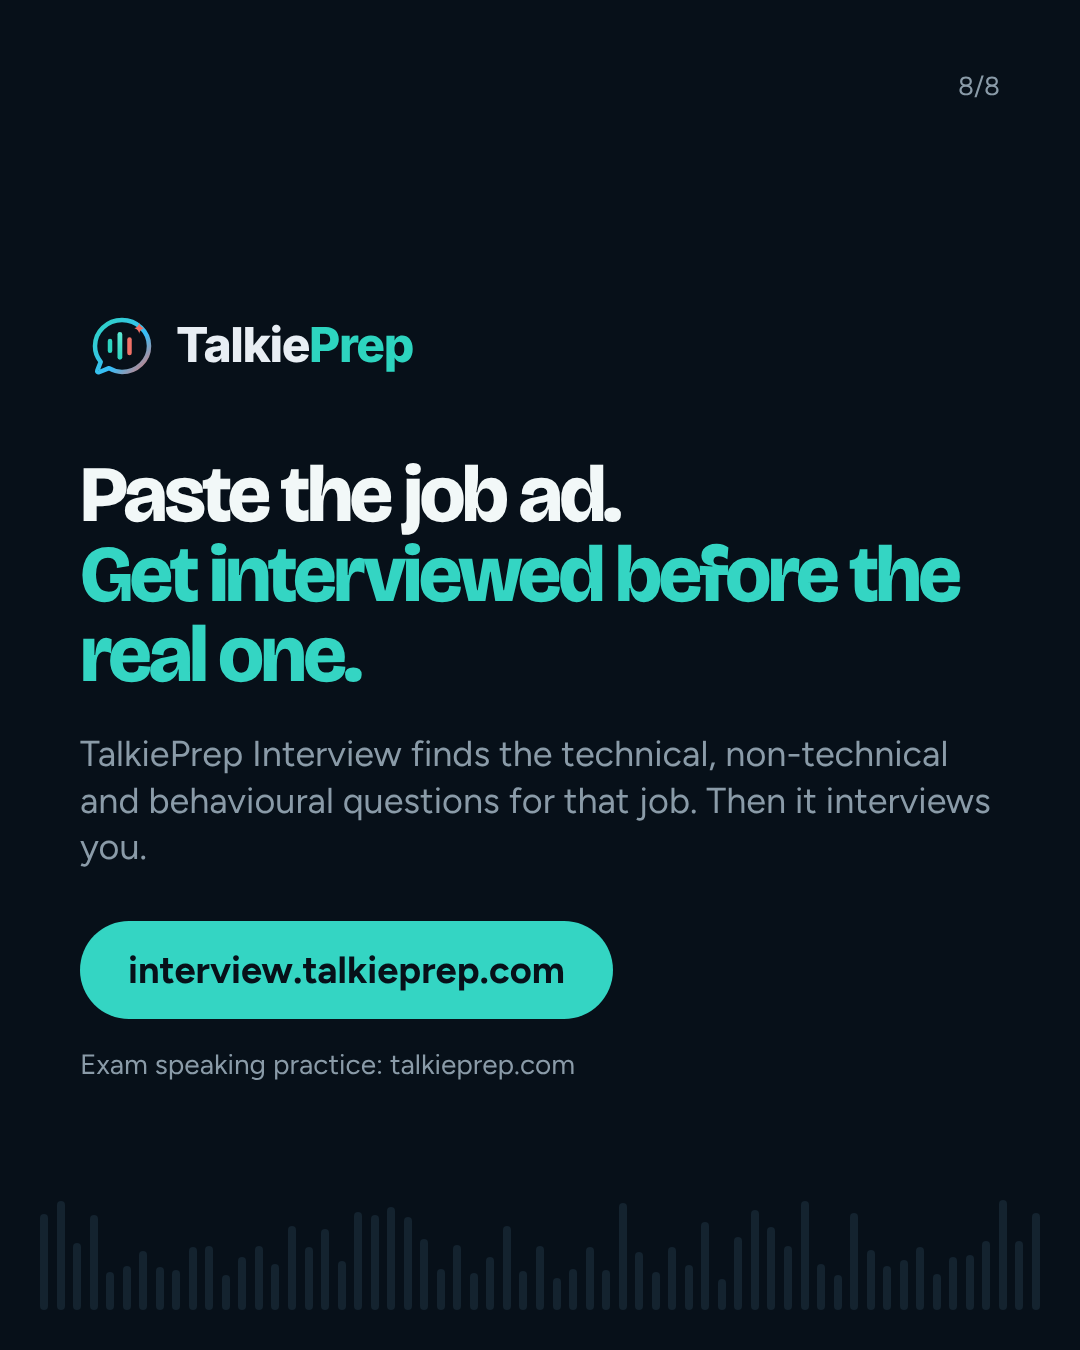 8/8
TalkiePrep
Paste the job ad.
Get interviewed before the
real one.
TalkiePrep Interview finds the technical, non-technical
and behavioural questions for that job. Then it interviews
you.
interview.talkieprep.com
Exam speaking practice: talkieprep.com